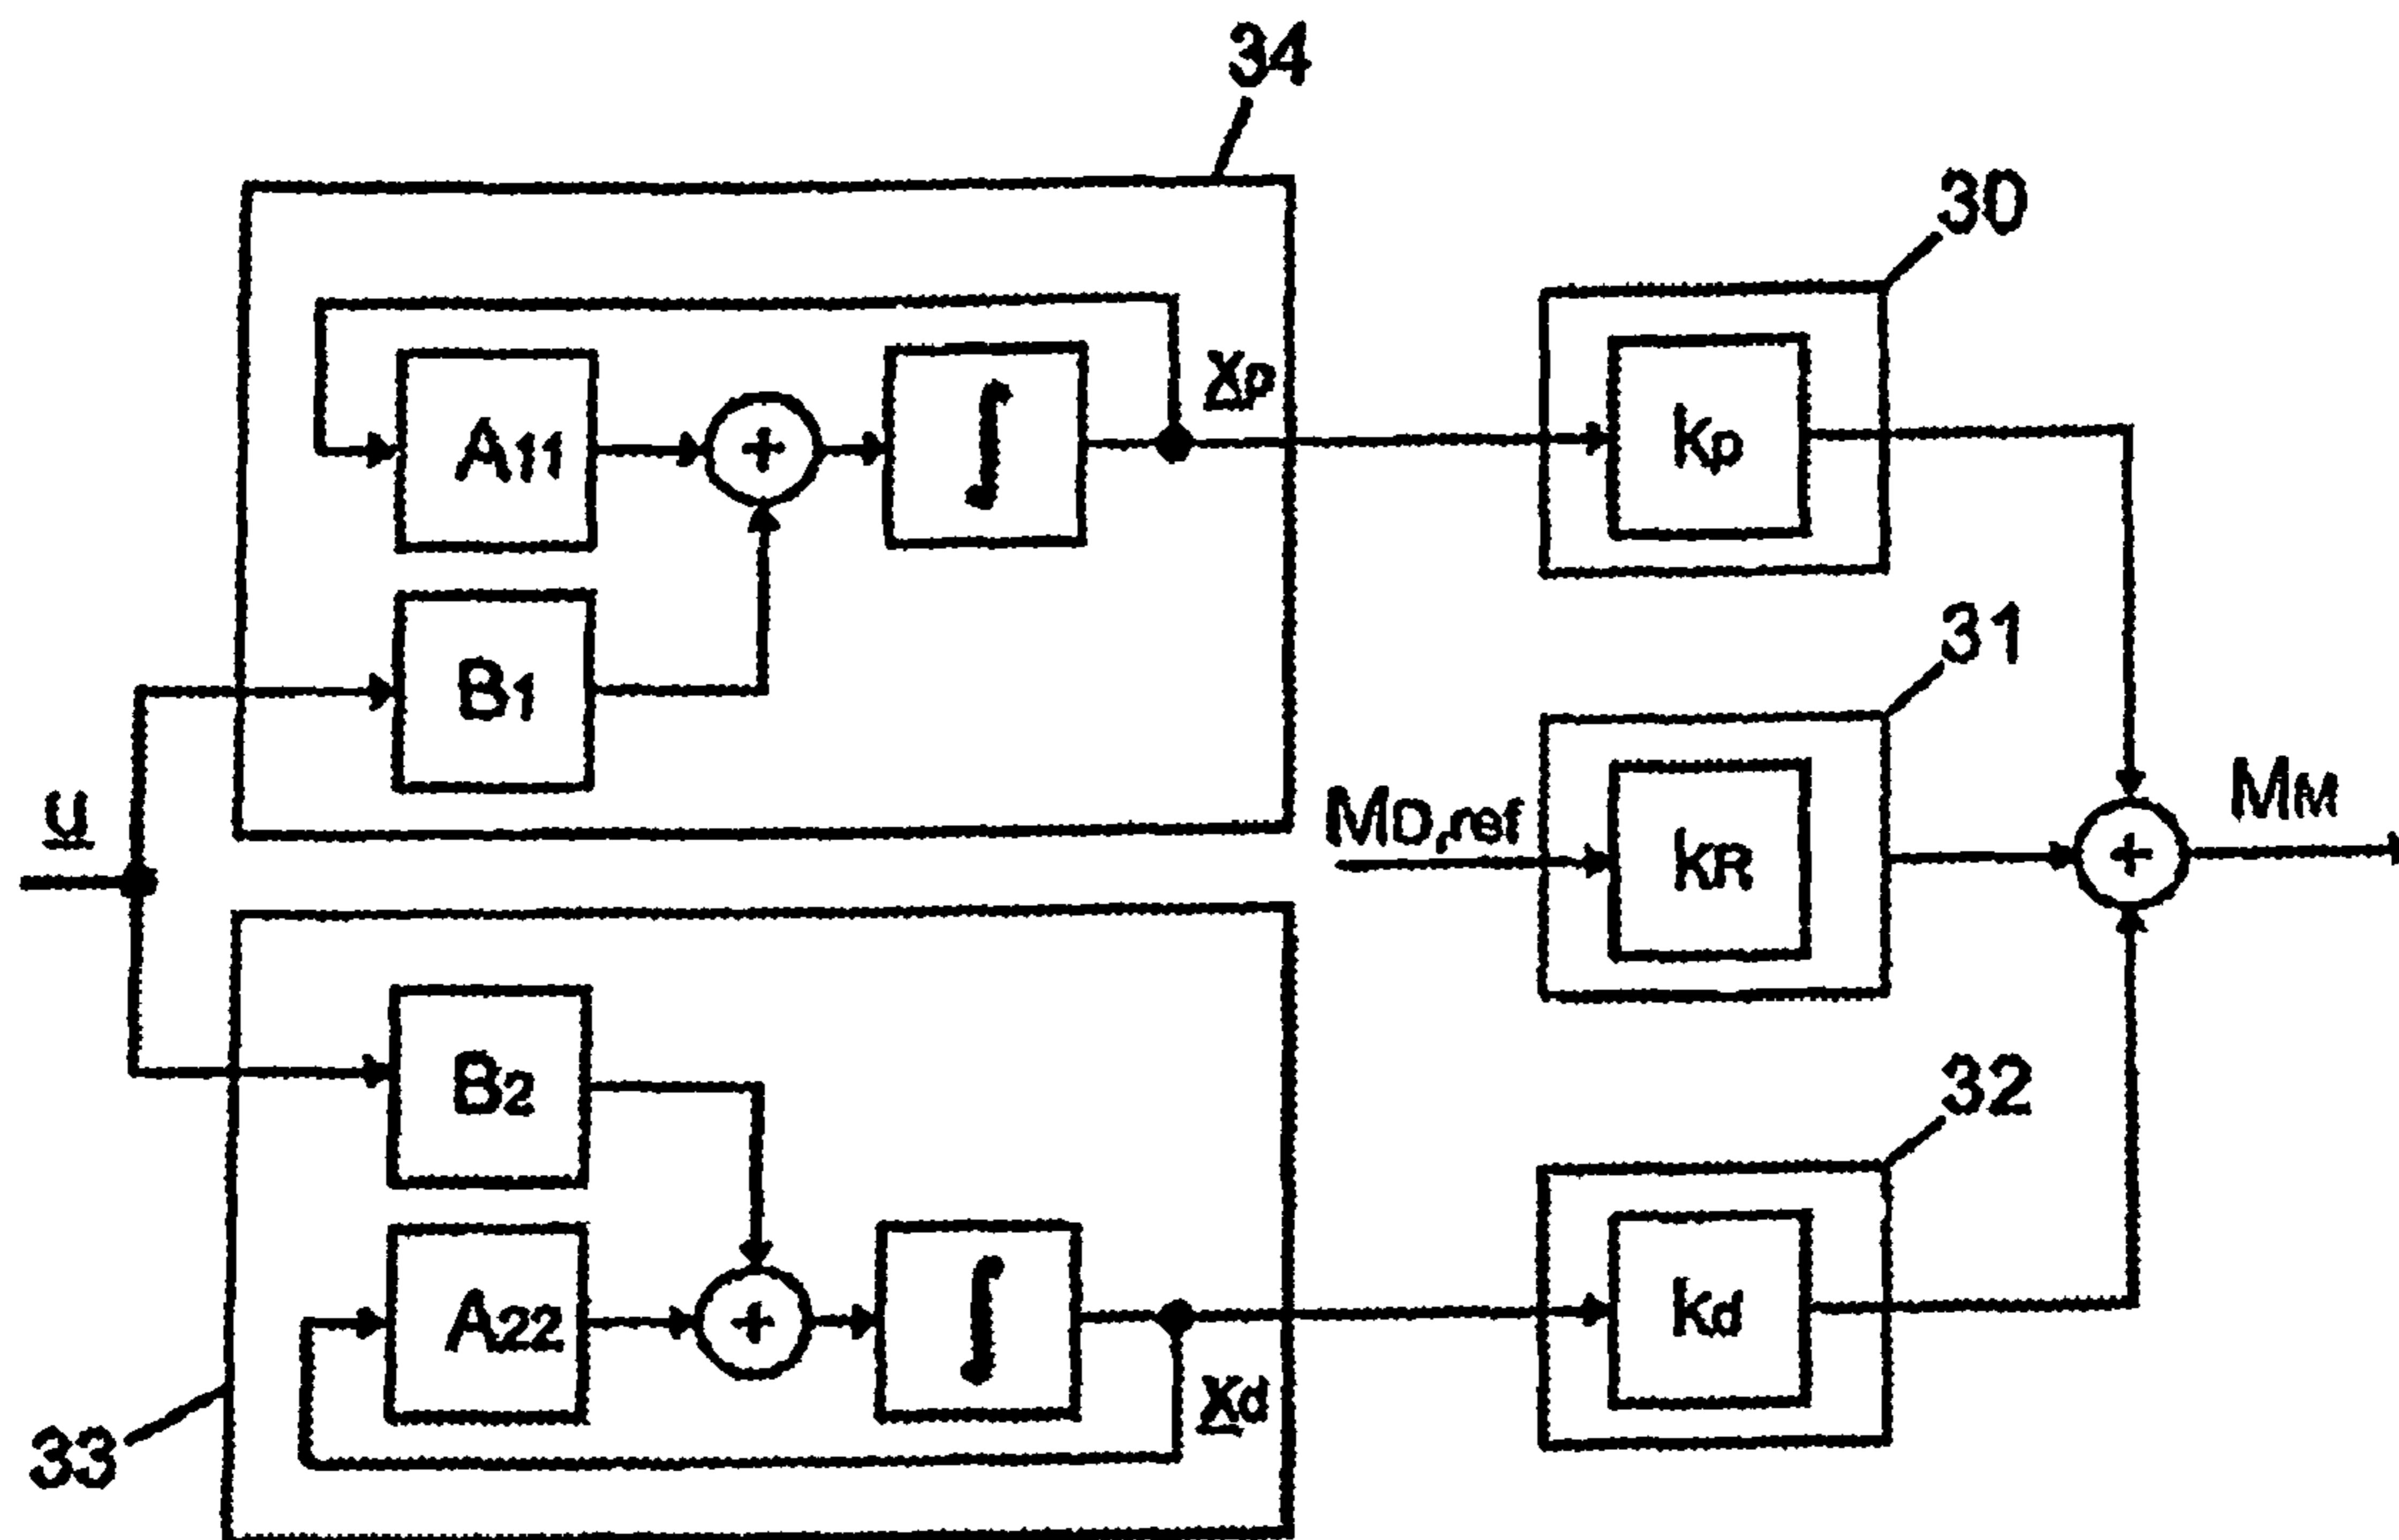 34
30
A11
+
∫
xp
kp
B1
31
u
MD,ref
kR
+
MM
B2
32
A22
+
∫
xd
kd
33